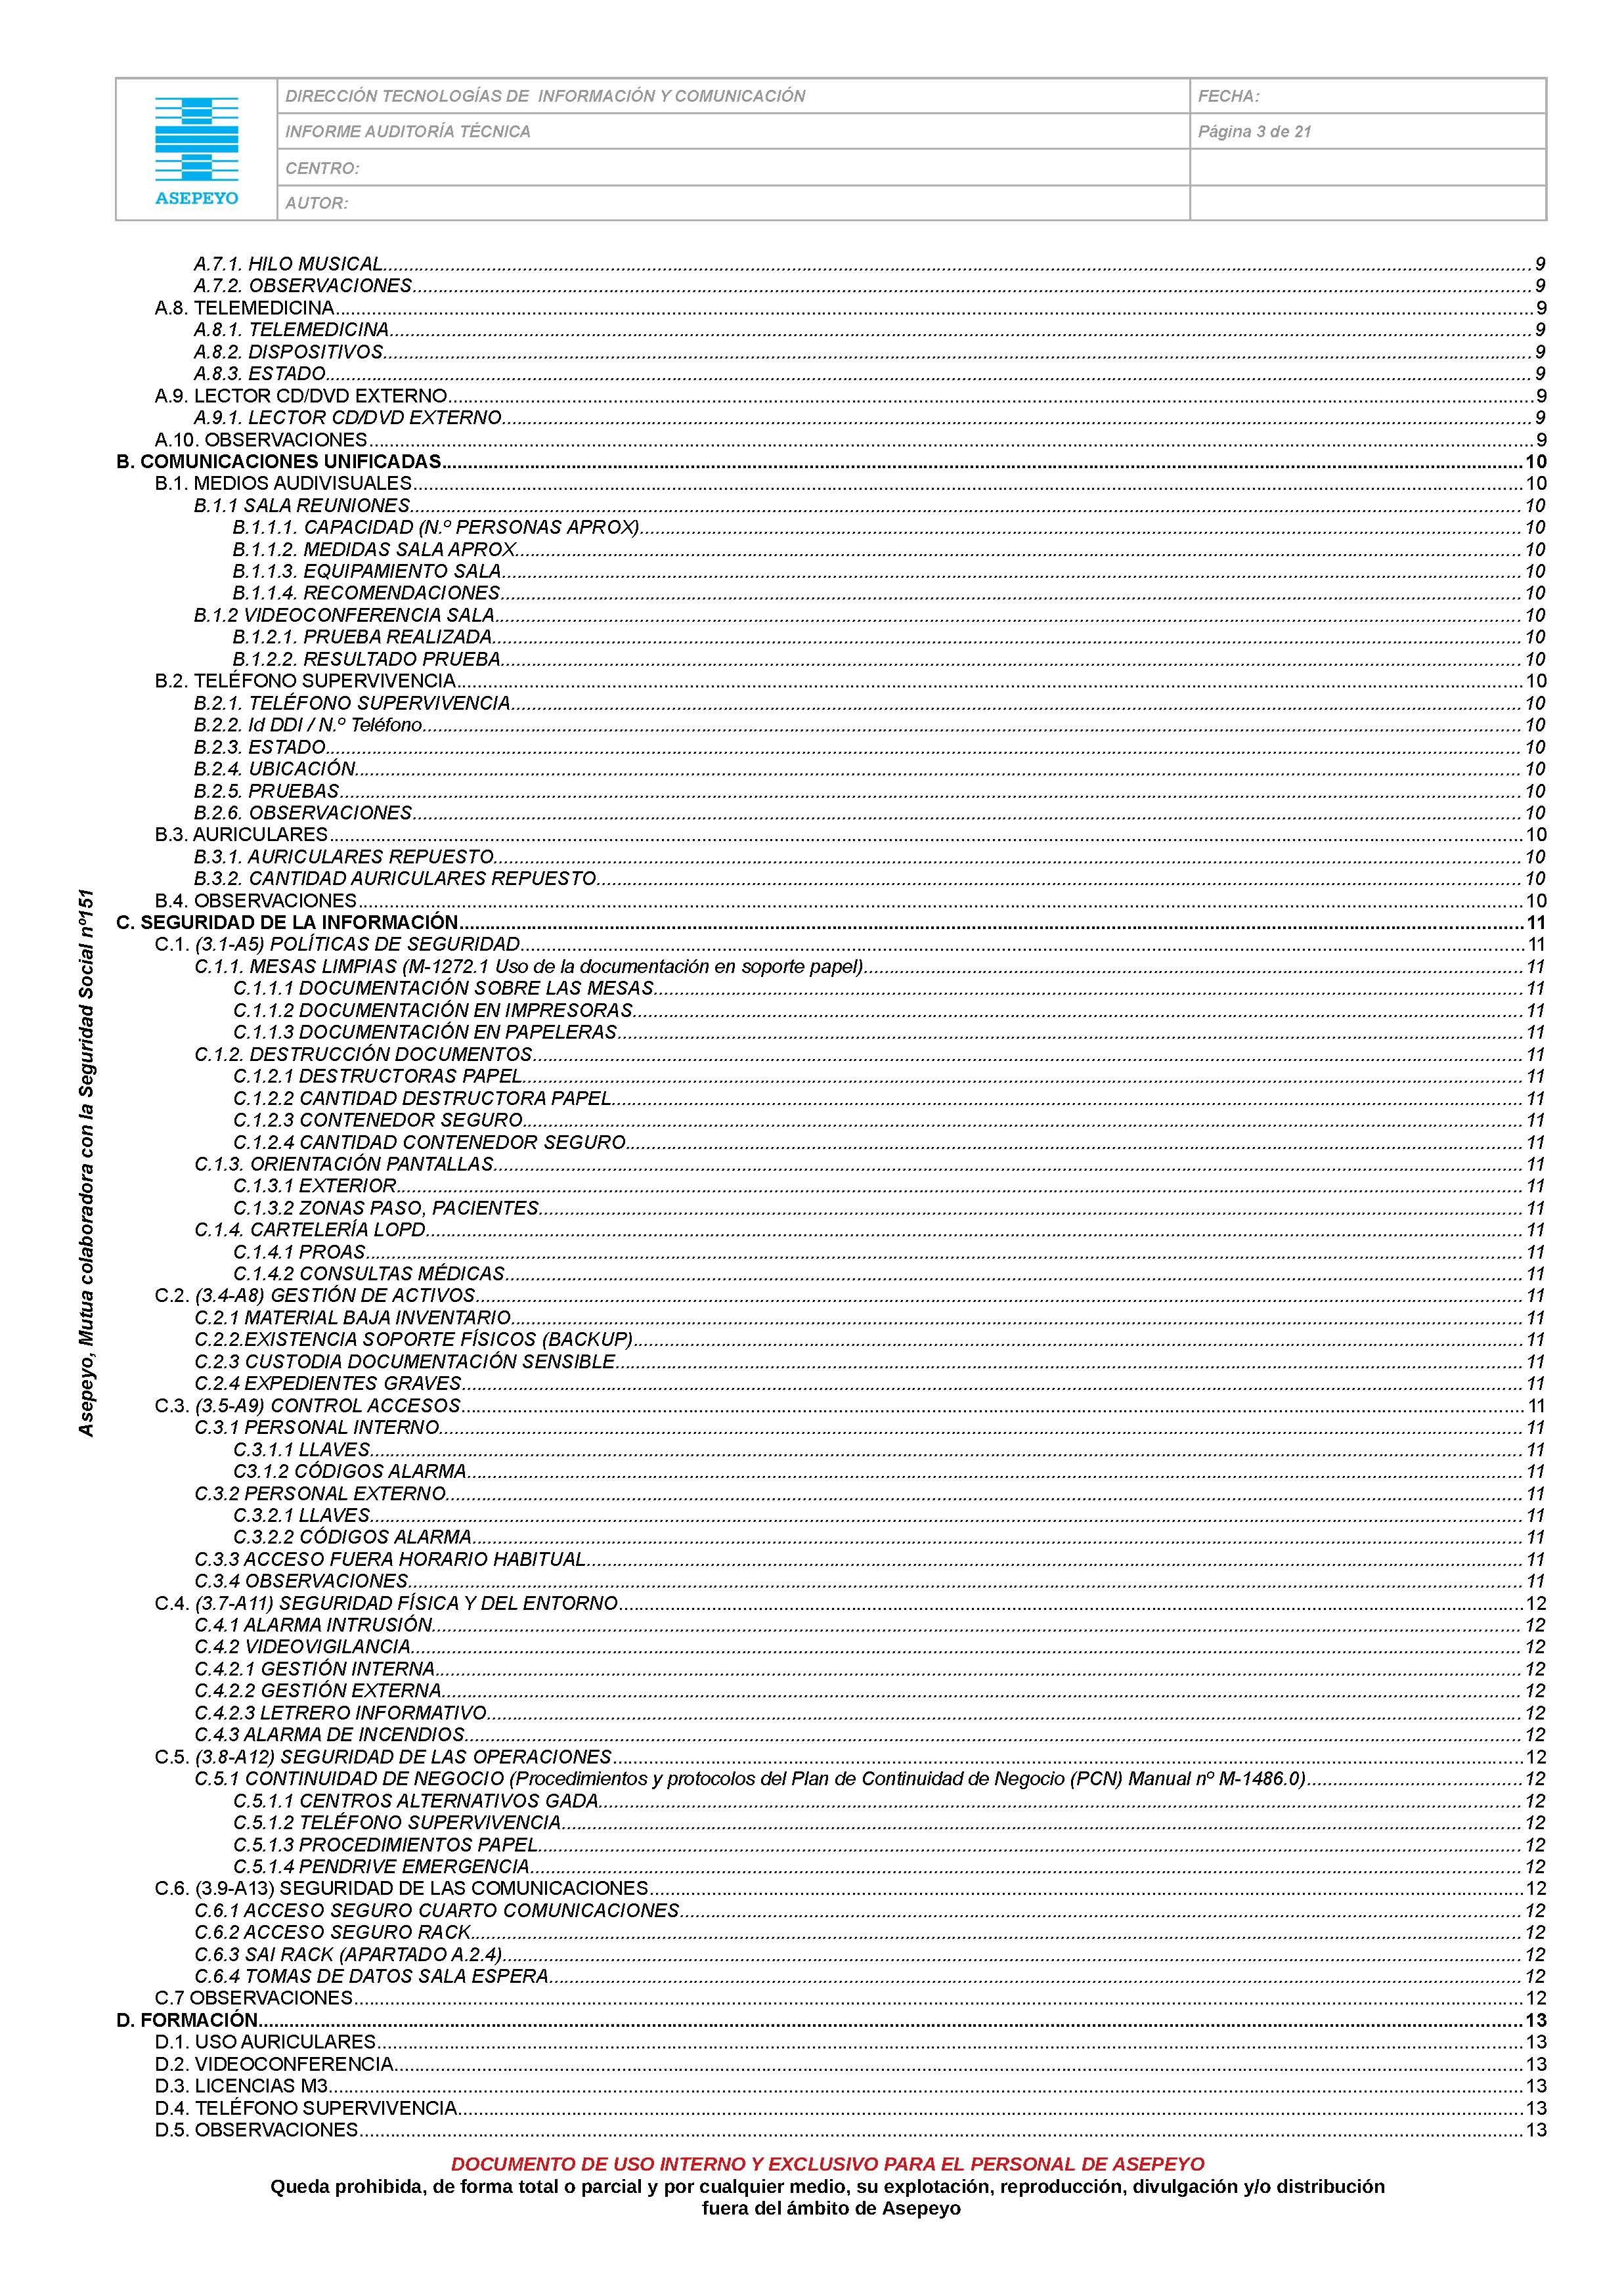 DIRECCIÓN TECNOLOGÍAS DE INFORMACIÓN Y COMUNICACIÓN
FECHA:
INFORME AUDITORÍA TÉCNICA
Página 3 de 21
CENTRO:
AUTOR:
ASEPEYO
A.7.1. HILO MUSICAL 9
A.7.2. OBSERVACIONES 9
A.8. TELEMEDICINA 9
A.8.1. TELEMEDICINA 9
A.8.2. DISPOSITIVOS 9
A.8.3. ESTADO 9
A.9. LECTOR CD/DVD EXTERNO 9
A.9.1. LECTOR CD/DVD EXTERNO 9
A.10. OBSERVACIONES 9
B. COMUNICACIONES UNIFICADAS 10
B.1. MEDIOS AUDIVISUALES 10
B.1.1 SALA REUNIONES 10
B.1.1.1. CAPACIDAD (N.º PERSONAS APROX) 10
B.1.1.2. MEDIDAS SALA APROX 10
B.1.1.3. EQUIPAMIENTO SALA 10
B.1.1.4. RECOMENDACIONES 10
B.1.2 VIDEOCONFERENCIA SALA 10
B.1.2.1. PRUEBA REALIZADA 10
B.1.2.2. RESULTADO PRUEBA 10
B.2. TELÉFONO SUPERVIVENCIA 10
B.2.1. TELÉFONO SUPERVIVENCIA 10
B.2.2. Id DDI / N.º Teléfono 10
B.2.3. ESTADO 10
B.2.4. UBICACIÓN 10
B.2.5. PRUEBAS 10
B.2.6. OBSERVACIONES 10
B.3. AURICULARES 10
B.3.1. AURICULARES REPUESTO 10
B.3.2. CANTIDAD AURICULARES REPUESTO 10
B.4. OBSERVACIONES 10
C. SEGURIDAD DE LA INFORMACIÓN 11
C.1. (3.1-A5) POLÍTICAS DE SEGURIDAD 11
C.1.1. MESAS LIMPIAS (M-1272.1 Uso de la documentación en soporte papel) 11
C.1.1.1 DOCUMENTACIÓN SOBRE LAS MESAS 11
C.1.1.2 DOCUMENTACIÓN EN IMPRESORAS 11
C.1.1.3 DOCUMENTACIÓN EN PAPELERAS 11
C.1.2. DESTRUCCIÓN DOCUMENTOS 11
C.1.2.1 DESTRUCTORAS PAPEL 11
C.1.2.2 CANTIDAD DESTRUCTORA PAPEL 11
C.1.2.3 CONTENEDOR SEGURO 11
C.1.2.4 CANTIDAD CONTENEDOR SEGURO 11
C.1.3. ORIENTACIÓN PANTALLAS 11
C.1.3.1 EXTERIOR 11
C.1.3.2 ZONAS PASO, PACIENTES 11
C.1.4. CARTELERÍA LOPD 11
C.1.4.1 PROAS 11
C.1.4.2 CONSULTAS MÉDICAS 11
C.2. (3.4-A8) GESTIÓN DE ACTIVOS 11
C.2.1 MATERIAL BAJA INVENTARIO 11
C.2.2.EXISTENCIA SOPORTE FÍSICOS (BACKUP) 11
C.2.3 CUSTODIA DOCUMENTACIÓN SENSIBLE 11
C.2.4 EXPEDIENTES GRAVES 11
C.3. (3.5-A9) CONTROL ACCESOS 11
C.3.1 PERSONAL INTERNO 11
C.3.1.1 LLAVES 11
C3.1.2 CÓDIGOS ALARMA 11
C.3.2 PERSONAL EXTERNO 11
C.3.2.1 LLAVES 11
C.3.2.2 CÓDIGOS ALARMA 11
C.3.3 ACCESO FUERA HORARIO HABITUAL 11
C.3.4 OBSERVACIONES 11
C.4. (3.7-A11) SEGURIDAD FÍSICA Y DEL ENTORNO 12
C.4.1 ALARMA INTRUSIÓN 12
C.4.2 VIDEOVIGILANCIA 12
C.4.2.1 GESTIÓN INTERNA 12
C.4.2.2 GESTIÓN EXTERNA 12
C.4.2.3 LETRERO INFORMATIVO 12
C.4.3 ALARMA DE INCENDIOS 12
C.5. (3.8-A12) SEGURIDAD DE LAS OPERACIONES 12
C.5.1 CONTINUIDAD DE NEGOCIO (Procedimientos y protocolos del Plan de Continuidad de Negocio (PCN) Manual nº M-1486.0) 12
C.5.1.1 CENTROS ALTERNATIVOS GADA 12
C.5.1.2 TELÉFONO SUPERVIVENCIA 12
C.5.1.3 PROCEDIMIENTOS PAPEL 12
C.5.1.4 PENDRIVE EMERGENCIA 12
C.6. (3.9-A13) SEGURIDAD DE LAS COMUNICACIONES 12
C.6.1 ACCESO SEGURO CUARTO COMUNICACIONES 12
C.6.2 ACCESO SEGURO RACK 12
C.6.3 SAI RACK (APARTADO A.2.4) 12
C.6.4 TOMAS DE DATOS SALA ESPERA 12
C.7 OBSERVACIONES 12
D. FORMACIÓN 13
D.1. USO AURICULARES 13
D.2. VIDEOCONFERENCIA 13
D.3. LICENCIAS M3 13
D.4. TELÉFONO SUPERVIVENCIA 13
D.5. OBSERVACIONES 13
Asepeyo, Mutua colaboradora con la Seguridad Social nº151
DOCUMENTO DE USO INTERNO Y EXCLUSIVO PARA EL PERSONAL DE ASEPEYO
Queda prohibida, de forma total o parcial y por cualquier medio, su explotación, reproducción, divulgación y/o distribución
fuera del ámbito de Asepeyo